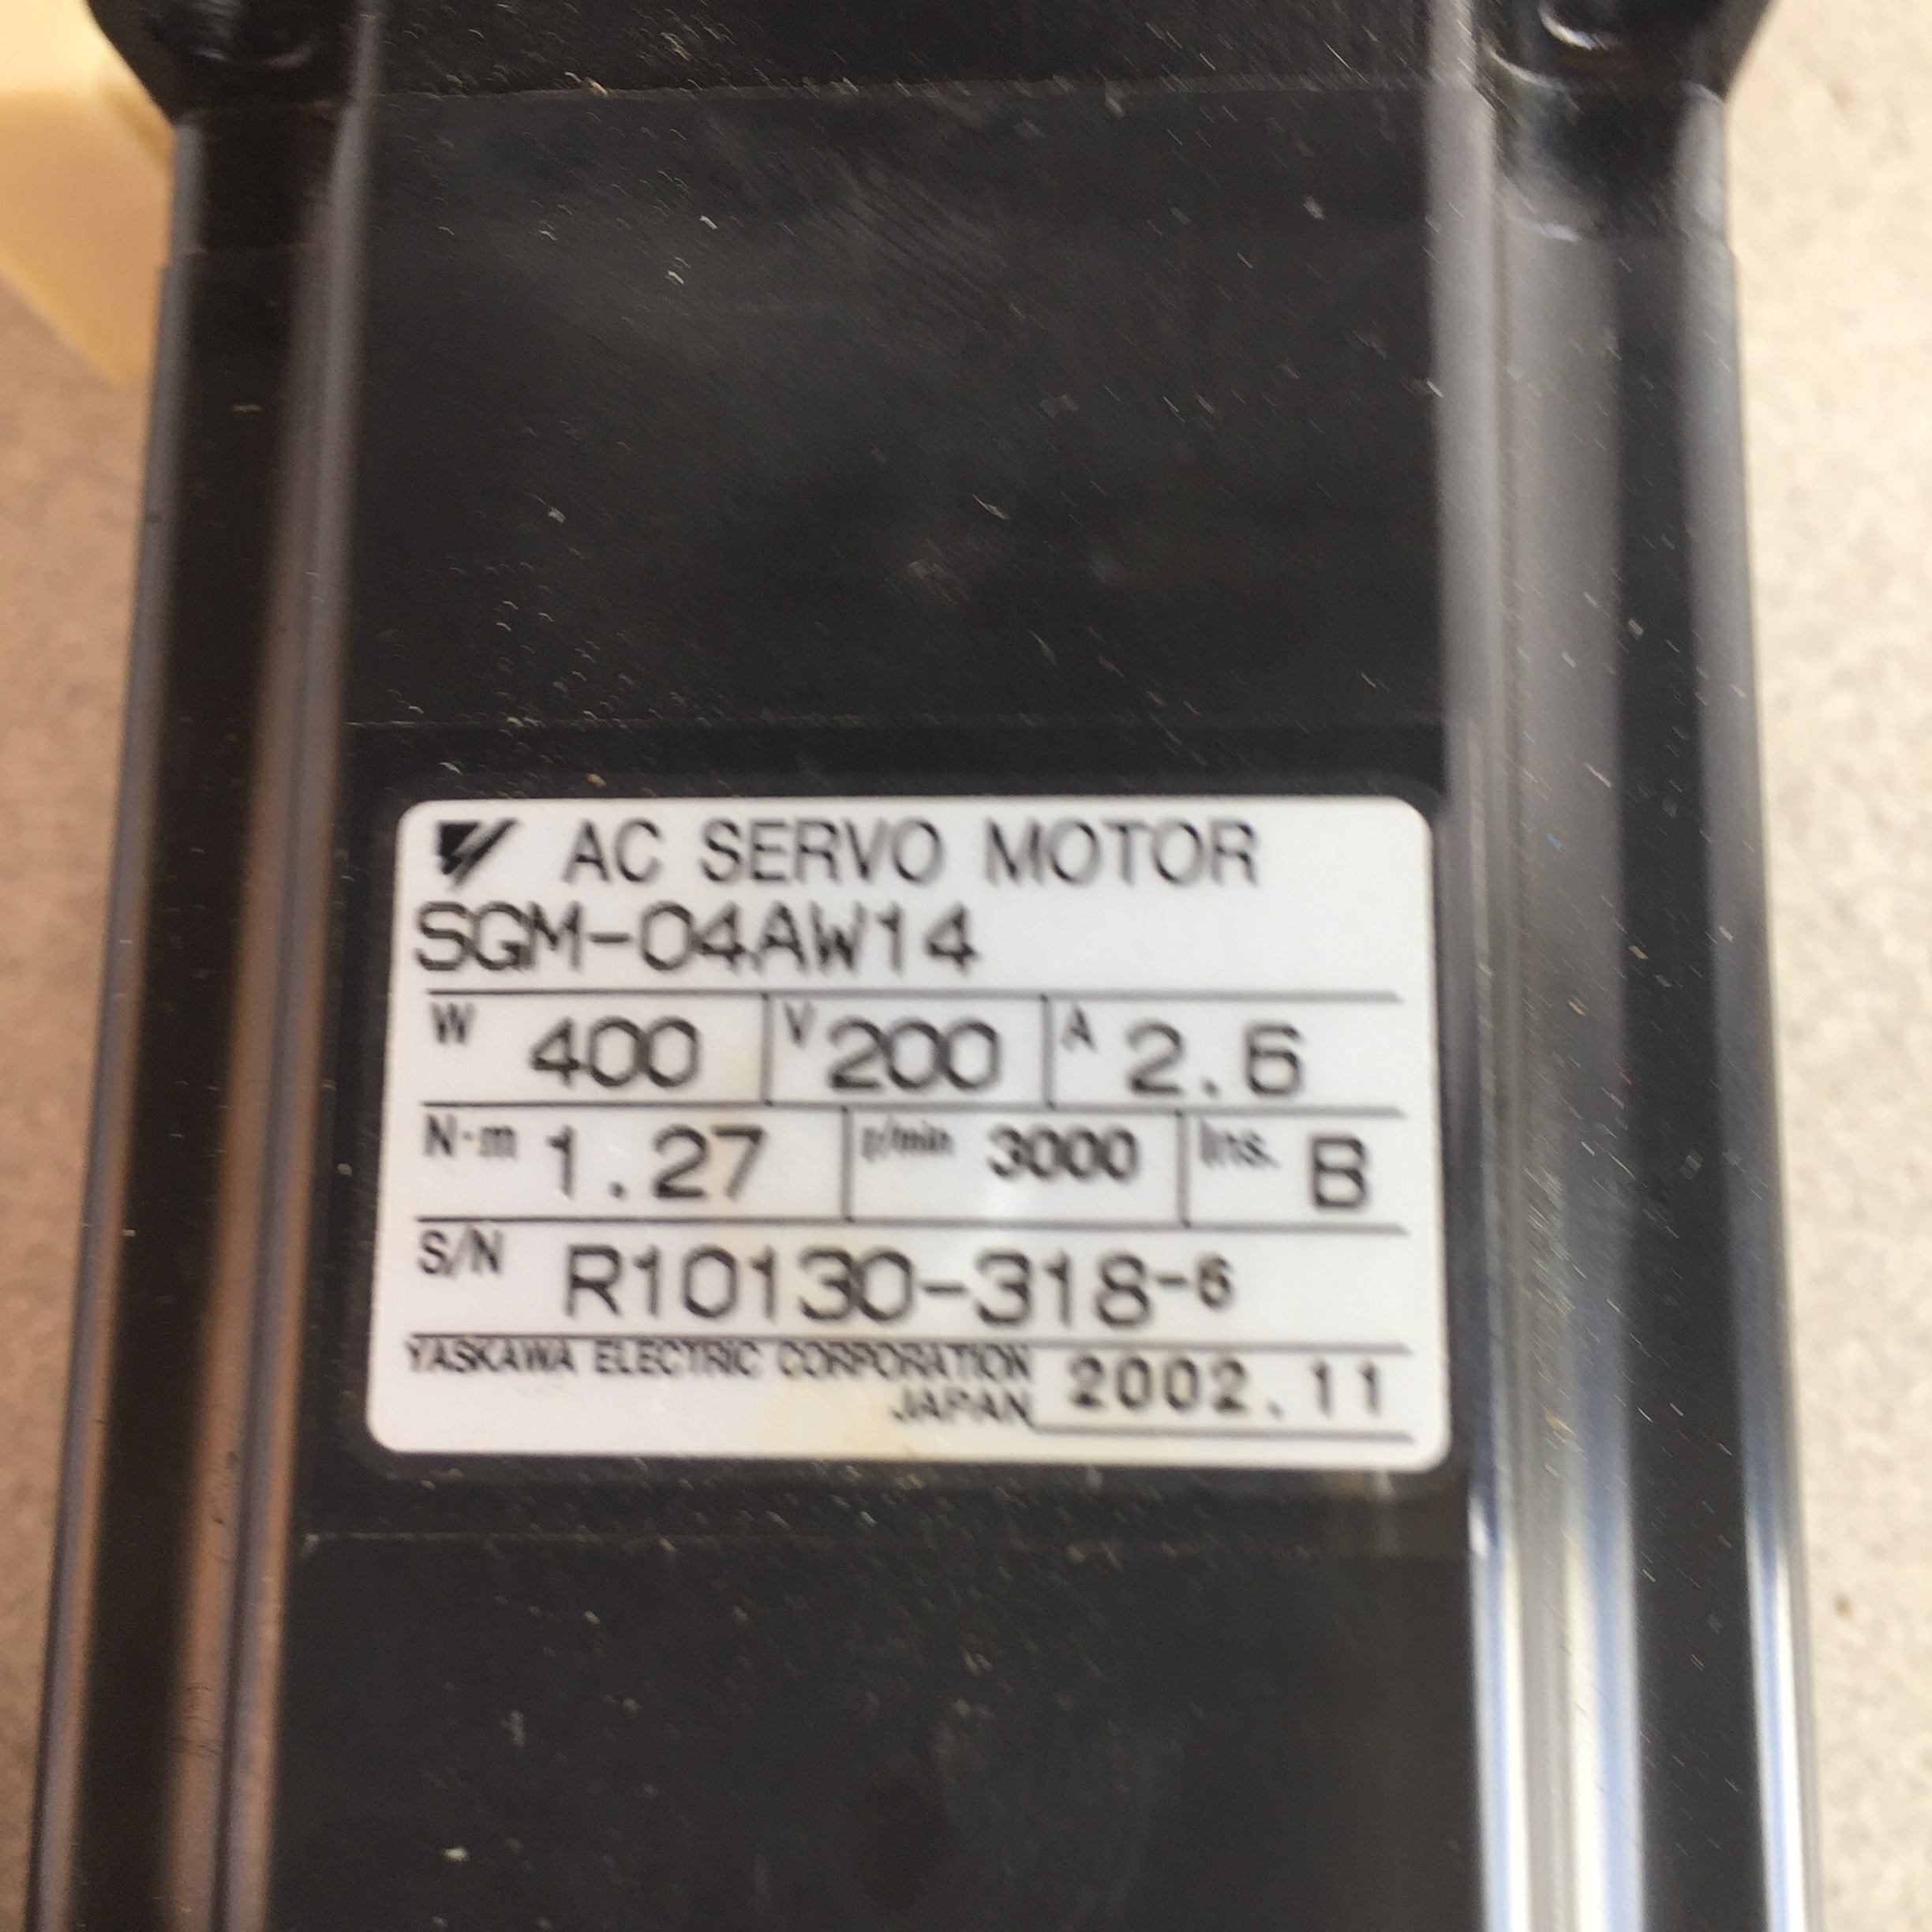 AC SERVO MOTOR
SGM-04AW14
W 400 V 200 A 2.6
N·m 1.27 r/min 3000 Ins. B
S/N R10130-318-6
YASKAWA ELECTRIC CORPORATION
JAPAN 2002.11